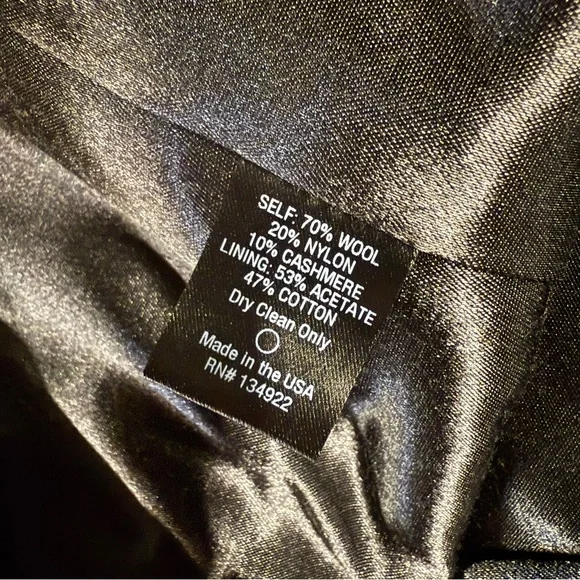 SELF: 70% WOOL
20% NYLON
10% CASHMERE
LINING: 53% ACETATE
47% COTTON
Dry Clean Only
Made in the USA
RN# 134922